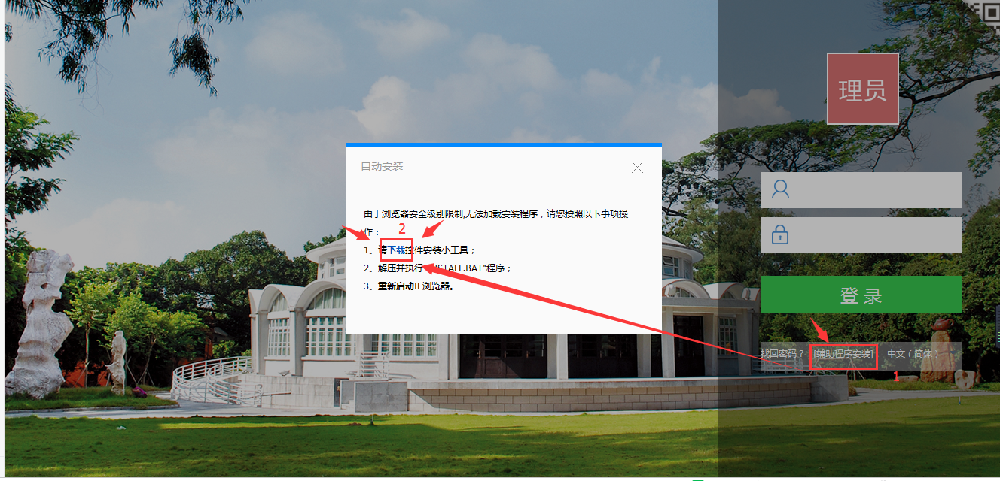 理员
自动安装
由于浏览器安全级别限制,无法加载安装程序，请您按照以下事项操
作：
2
1、请下载控件安装小工具；
2、解压并执行"INSTALL.BAT"程序；
3、重新启动IE浏览器。
登录
找回密码？ [辅助程序安装] 中文（简体）
1